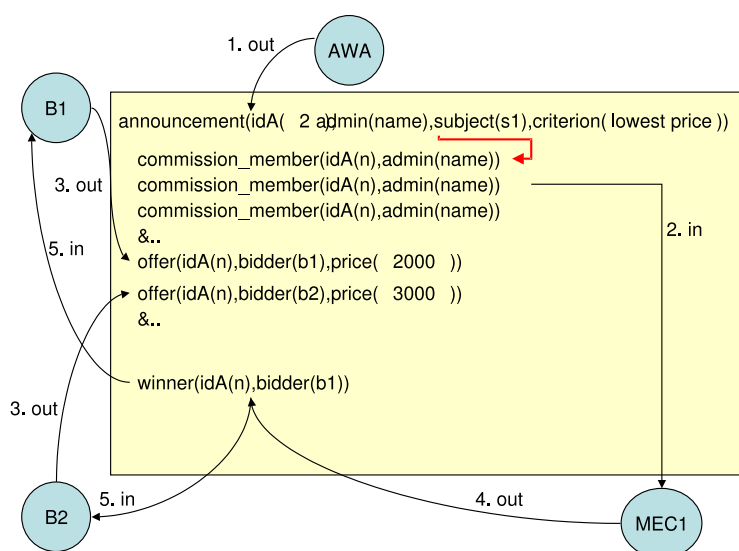 1. out
AWA
B1
announcement(idA( 2 a), admin(name),subject(s1),criterion( lowest price ))
commission_member(idA(n),admin(name))
3. out
commission_member(idA(n),admin(name))
commission_member(idA(n),admin(name))
2. in
&..
5. in
offer(idA(n),bidder(b1),price( 2000 ))
offer(idA(n),bidder(b2),price( 3000 ))
&..
winner(idA(n),bidder(b1))
3. out
5. in
4. out
B2
MEC1